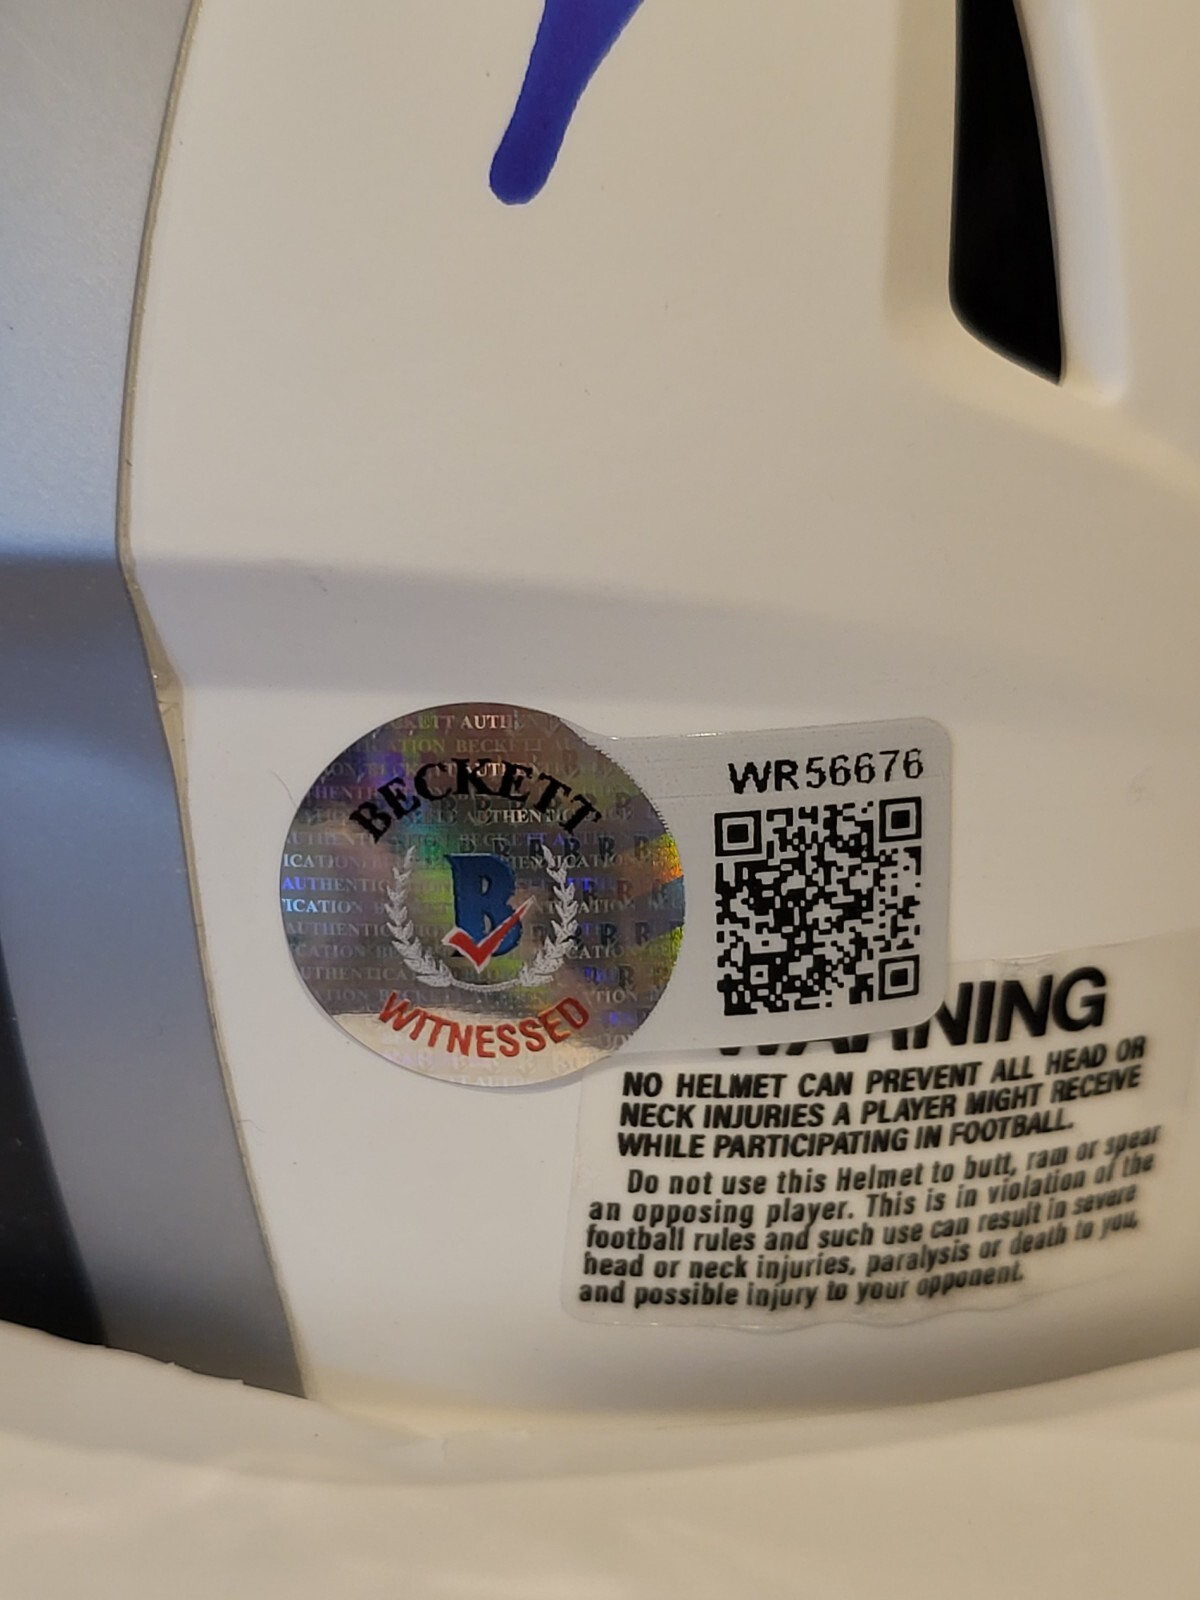 BECKETT
B
WITNESSED
WR56676
WARNING
NO HELMET CAN PREVENT ALL HEAD OR
NECK INJURIES A PLAYER MIGHT RECEIVE
WHILE PARTICIPATING IN FOOTBALL.
Do not use this Helmet to butt, ram or spear
an opposing player. This is in violation of the
football rules and such use can result in severe
head or neck injuries, paralysis or death to you,
and possible injury to your opponent.